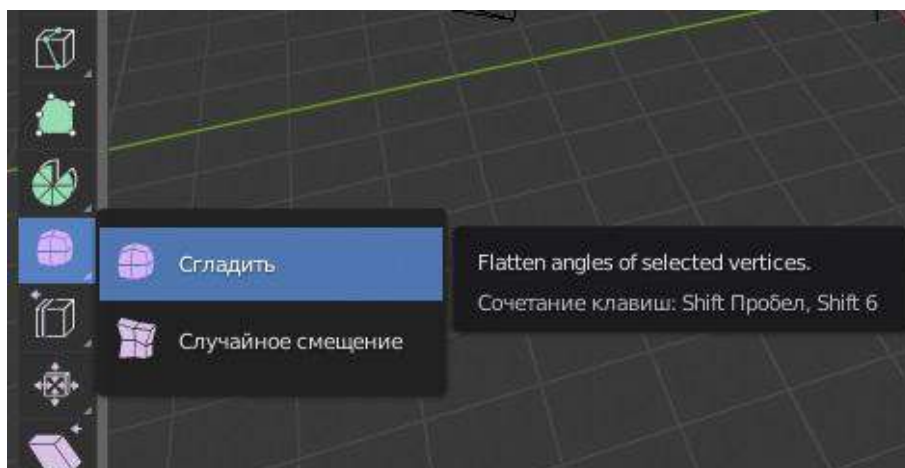 Сгладить
Flatten angles of selected vertices.
Сочетание клавиш: Shift Пробел, Shift 6
Случайное смещение